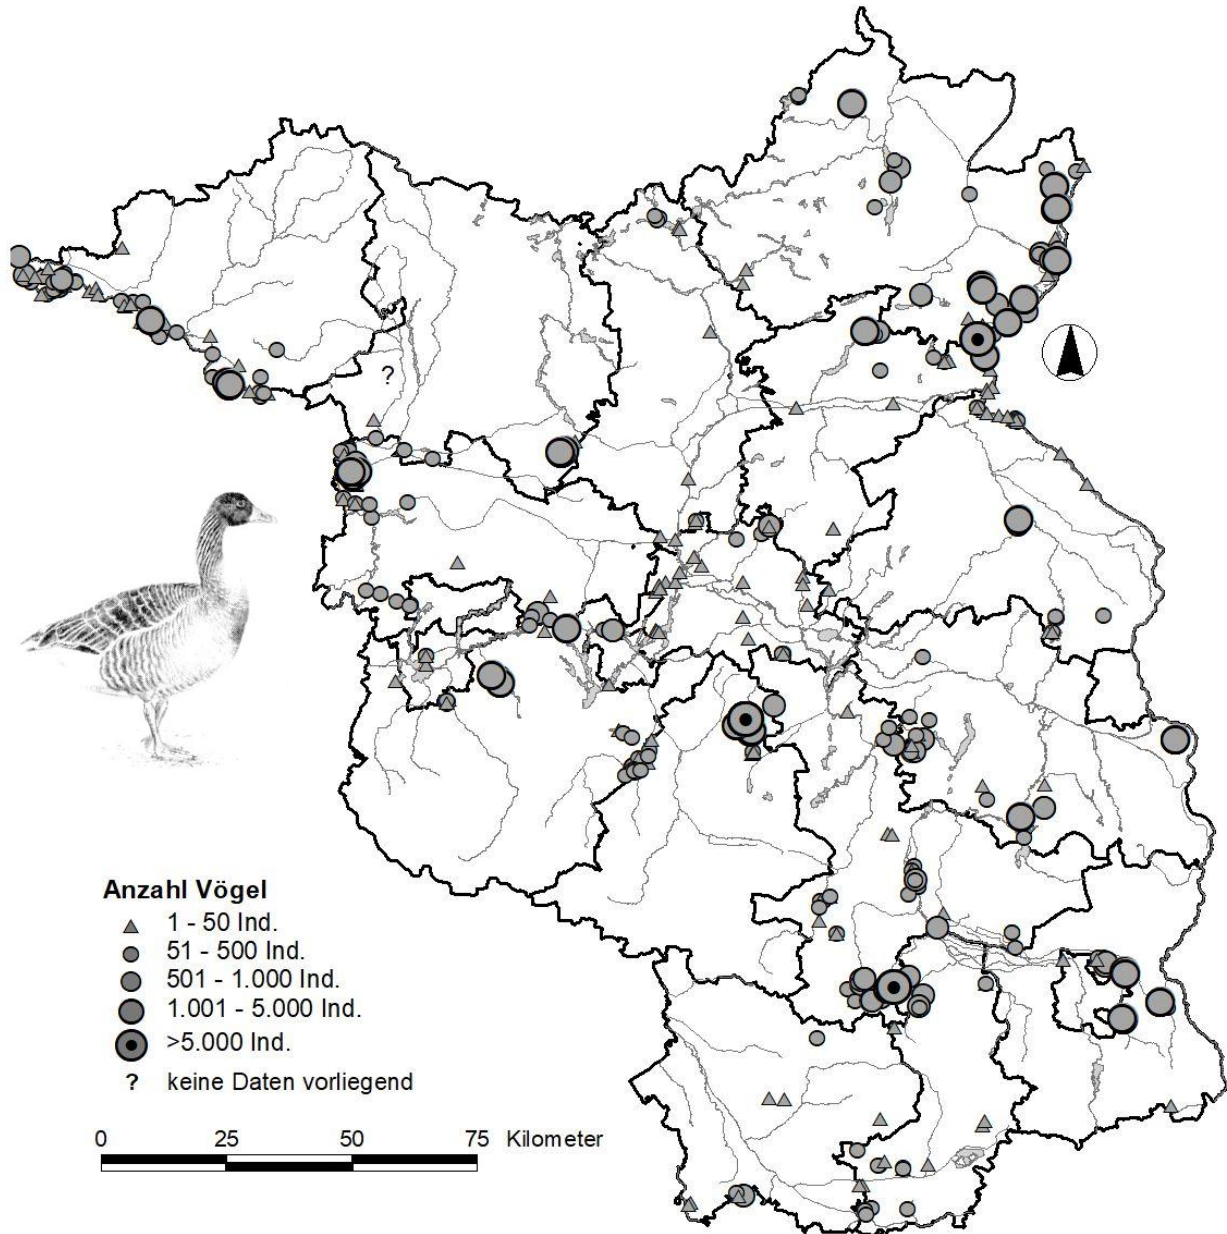 ?
Anzahl Vögel
1 - 50 Ind.
51 - 500 Ind.
501 - 1.000 Ind.
1.001 - 5.000 Ind.
>5.000 Ind.
? keine Daten vorliegend
0 25 50 75 Kilometer